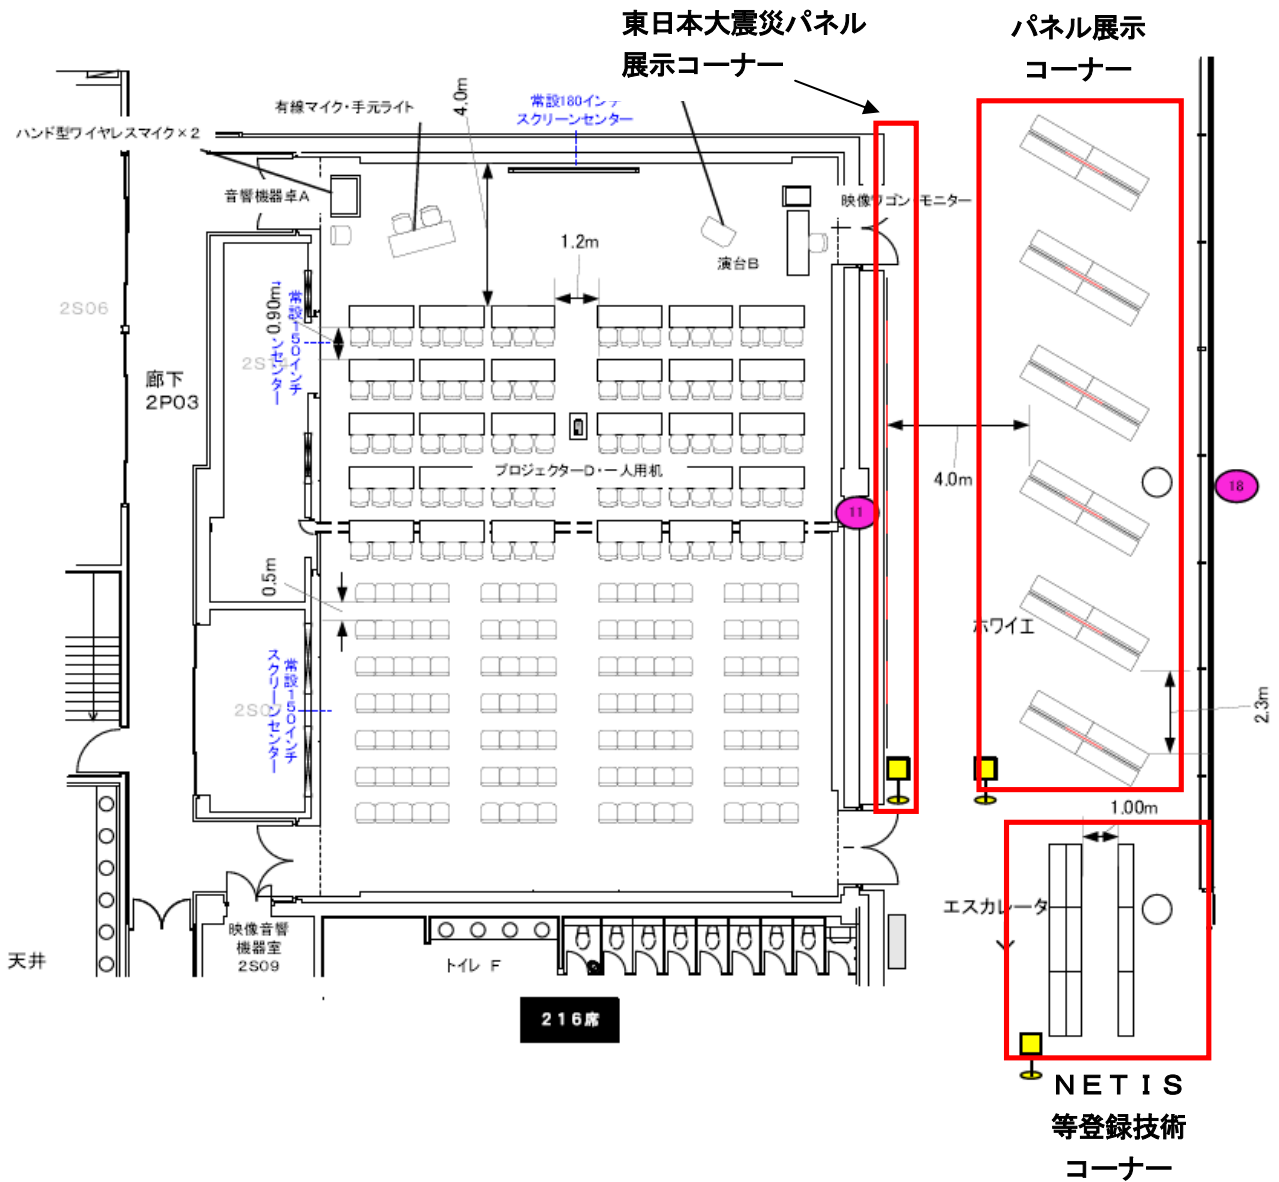 東日本大震災パネル
展示コーナー
パネル展示
コーナー
有線マイク・手元ライト
4.0m
常設180インチ
スクリーンセンター
ハンド型ワイヤレスマイク×2
音響機器卓A
映像ワゴン・モニター
1.2m
演台B
2S06
0.90m
常設150インチ
ンセンター
廊下
2P03
プロジェクターD・一人用机
4.0m
11
18
0.5m
ホワイエ
常設150インチ
スクリーンセンター
2S07
2.3m
1.00m
エスカレータ
映像音響
機器室
2S09
トイレ F
天井
216席
NETIS
等登録技術
コーナー